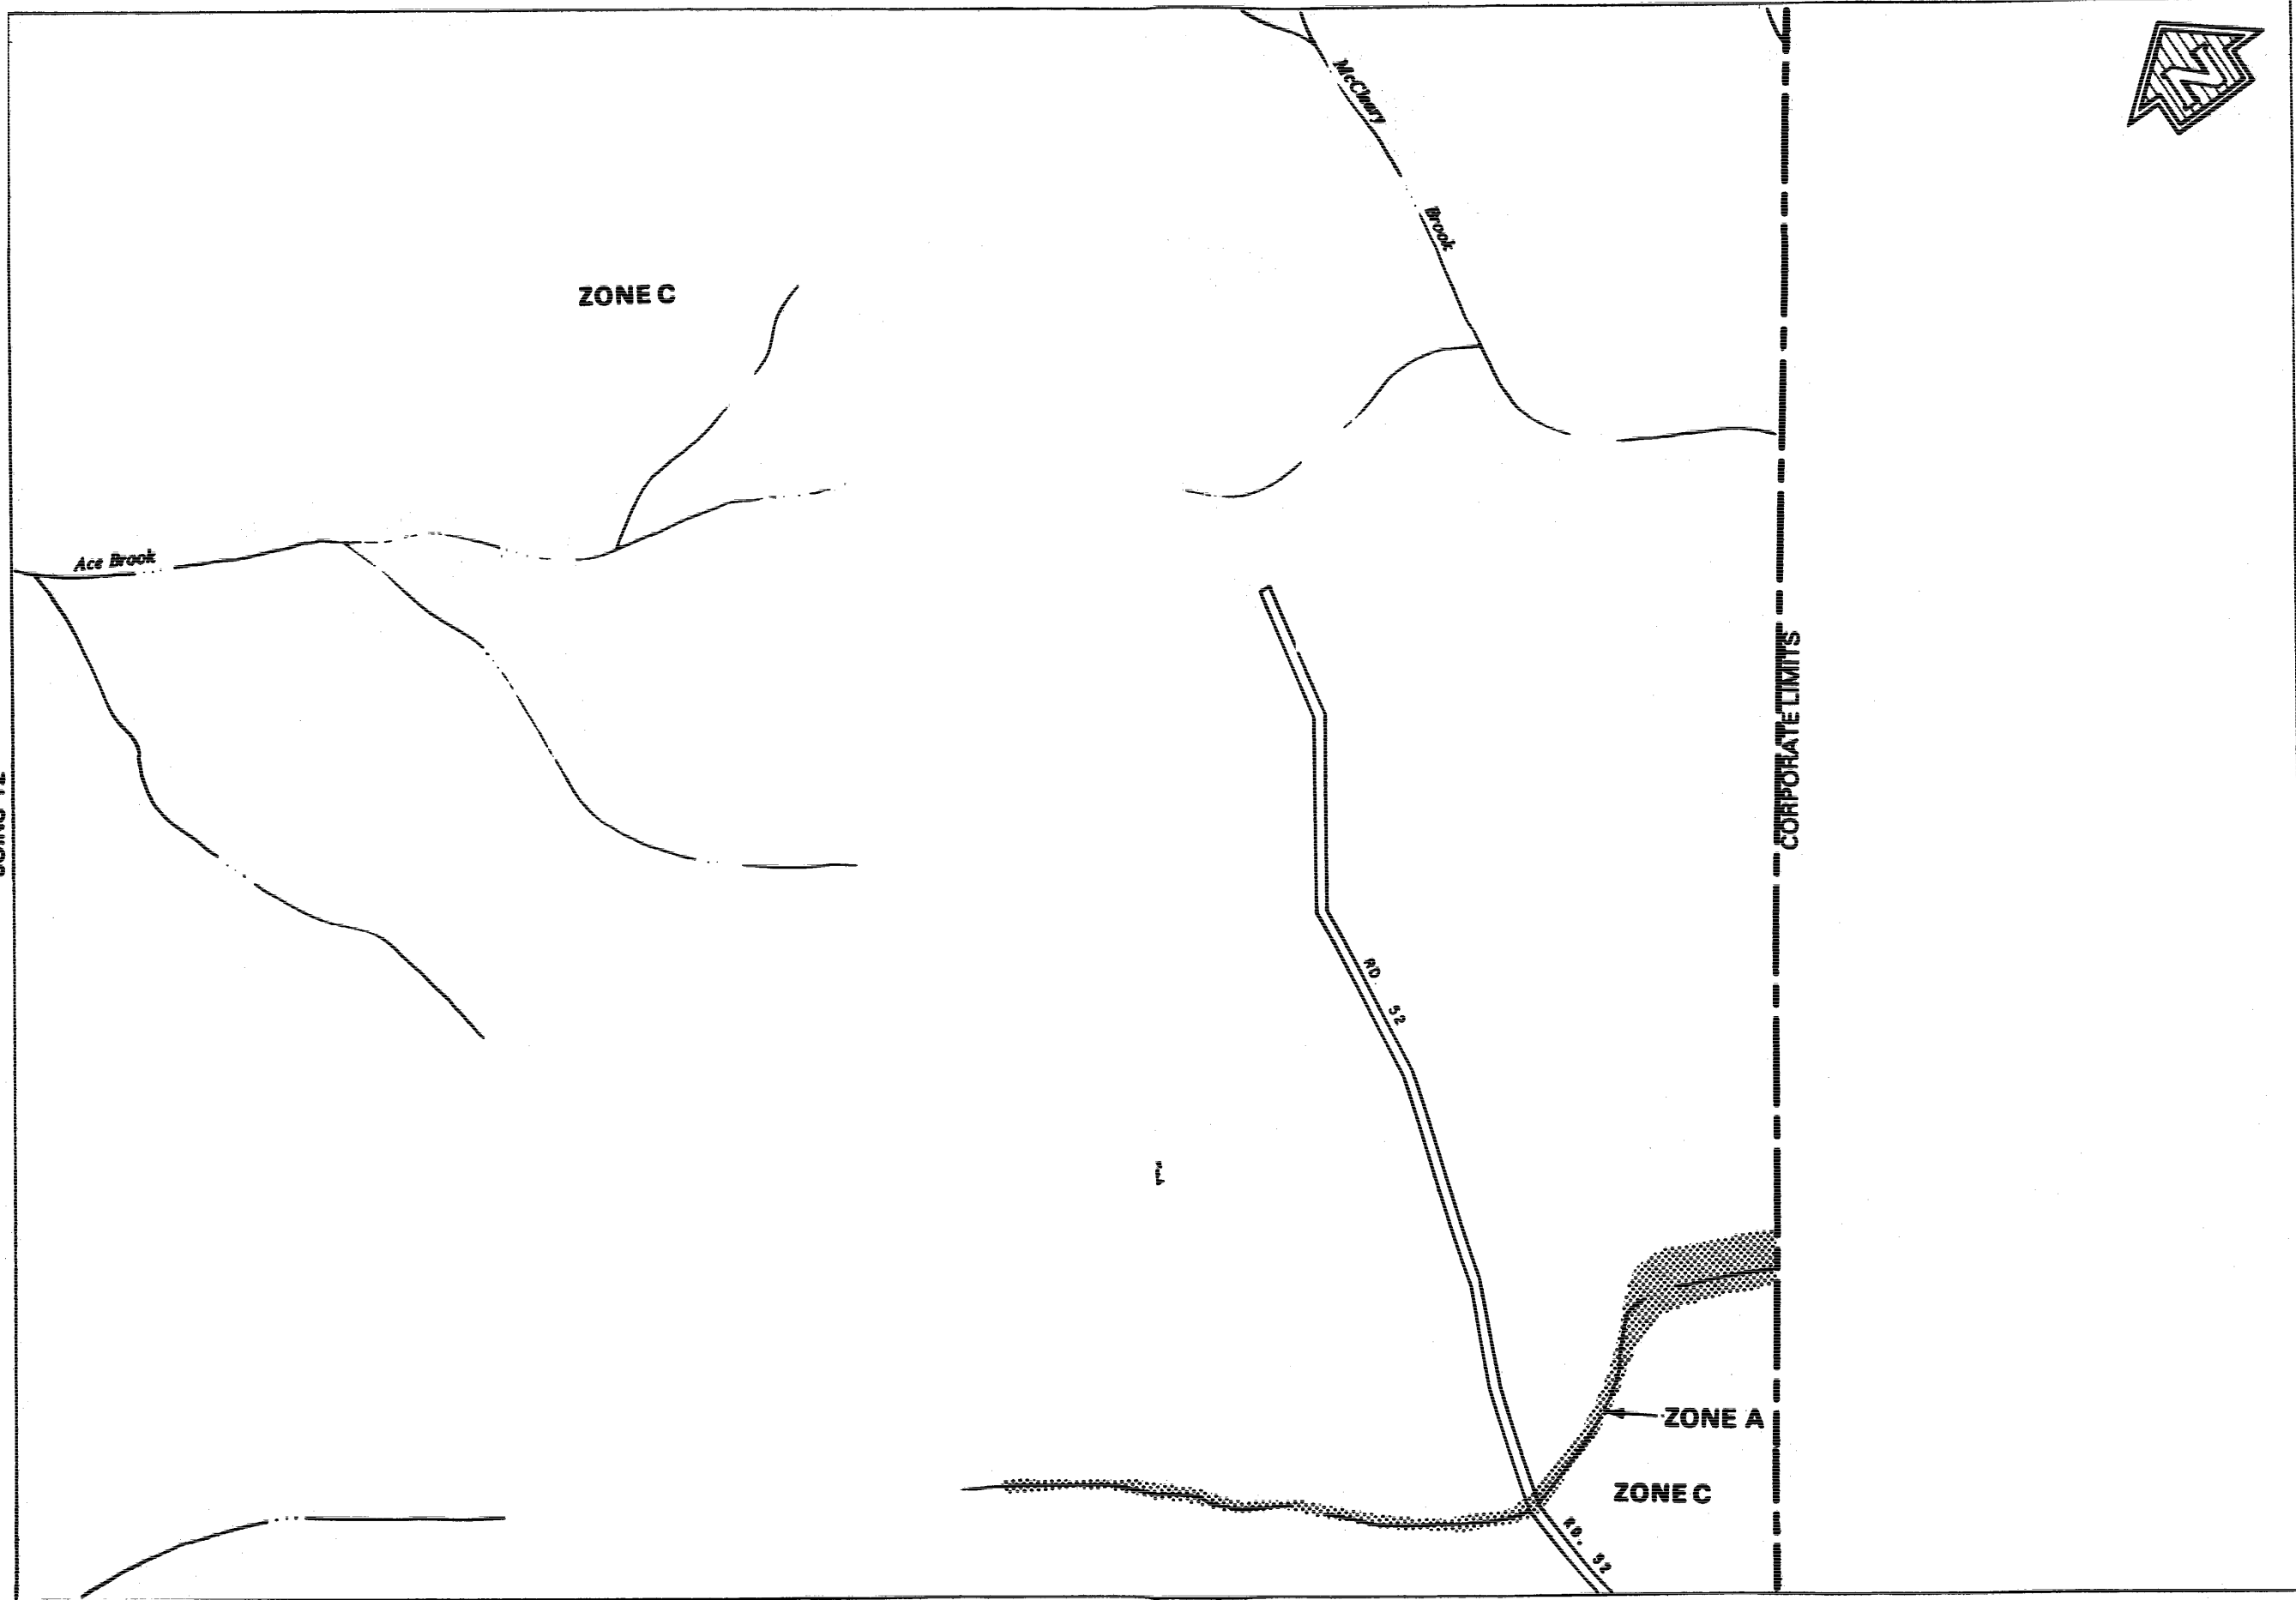 McCleary
Brook
N
ZONE C
Ace Brook
CORPORATE LIMITS
RD 52
ZONE A
ZONE C
RD. 52